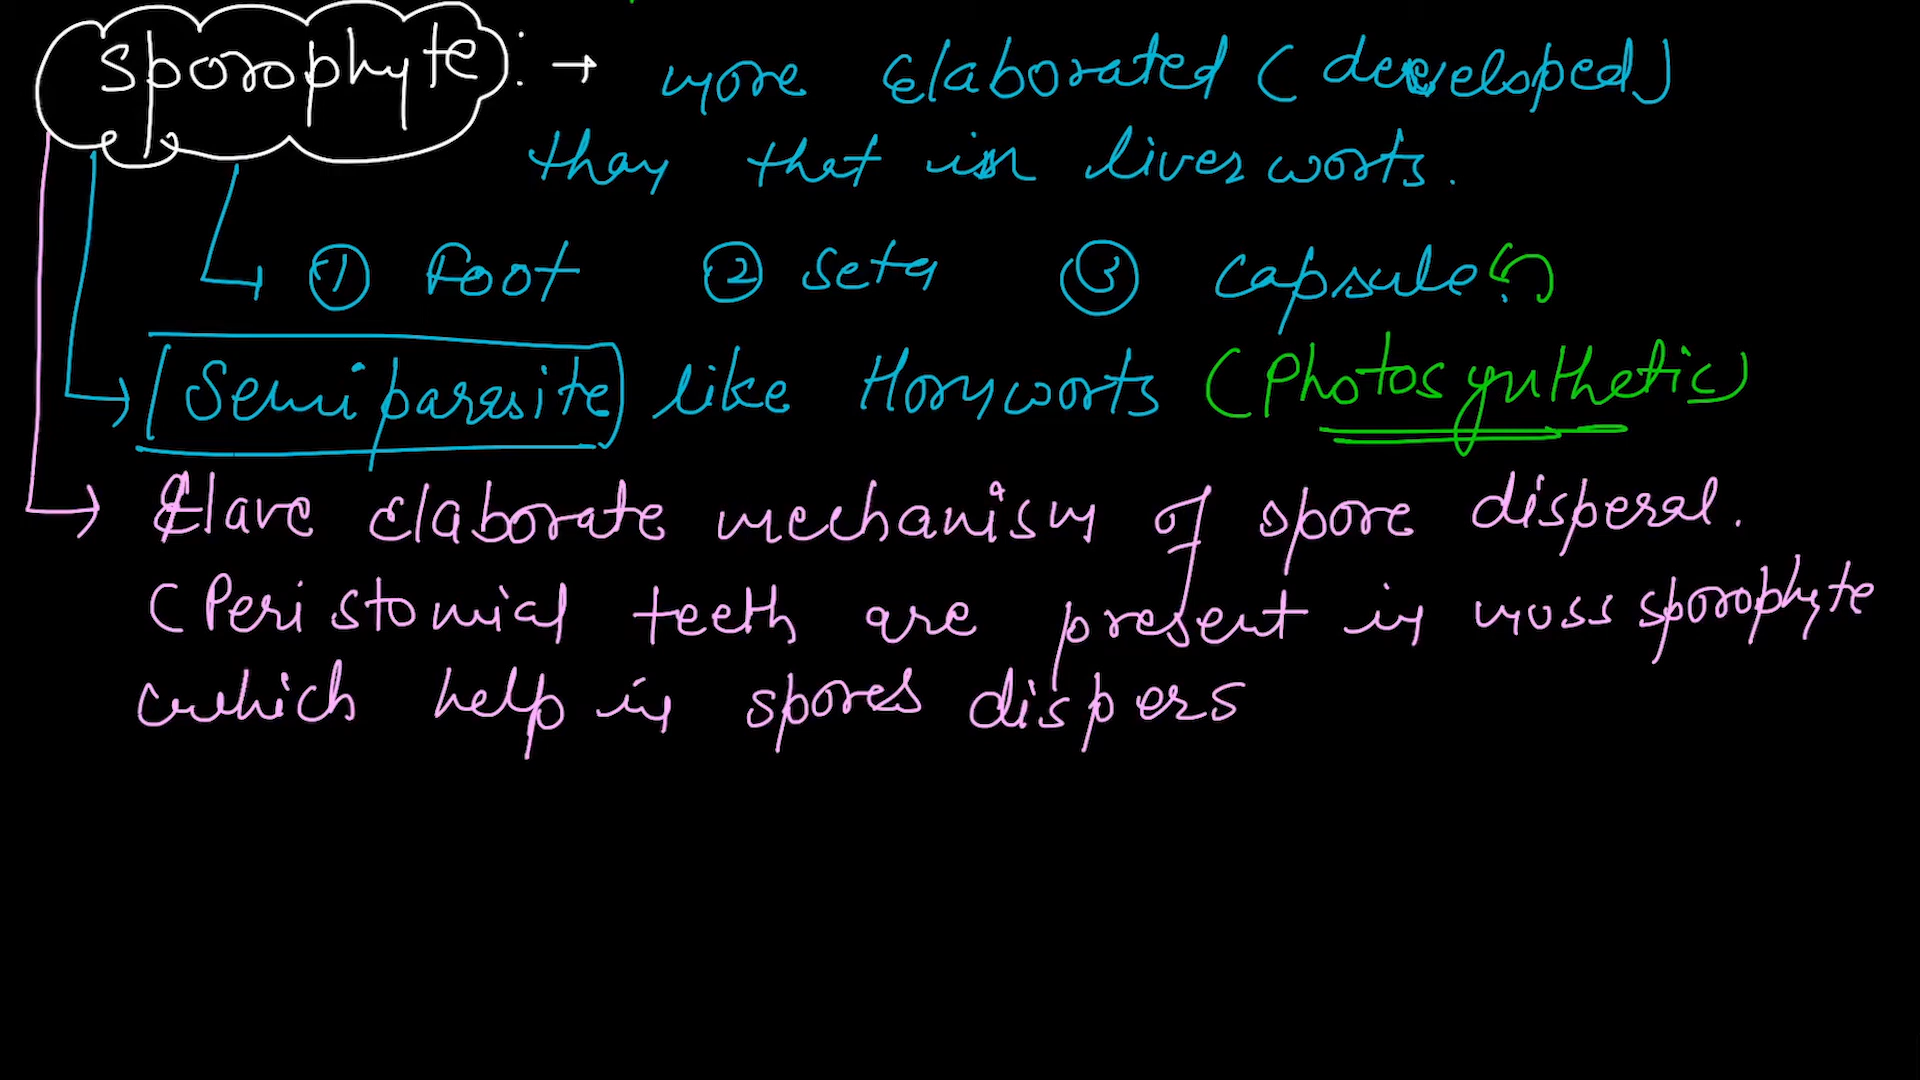 Sporophyte :→ more Elaborated (developed)
than that in liverworts.
① Foot ② Seta ③ Capsule
[Semiparasite] like Hornworts (Photosynthetic)
Have Elaborate mechanism of spore dispersal.
(Peristomial teeth are present in moss sporophyte
which help in spores dispers